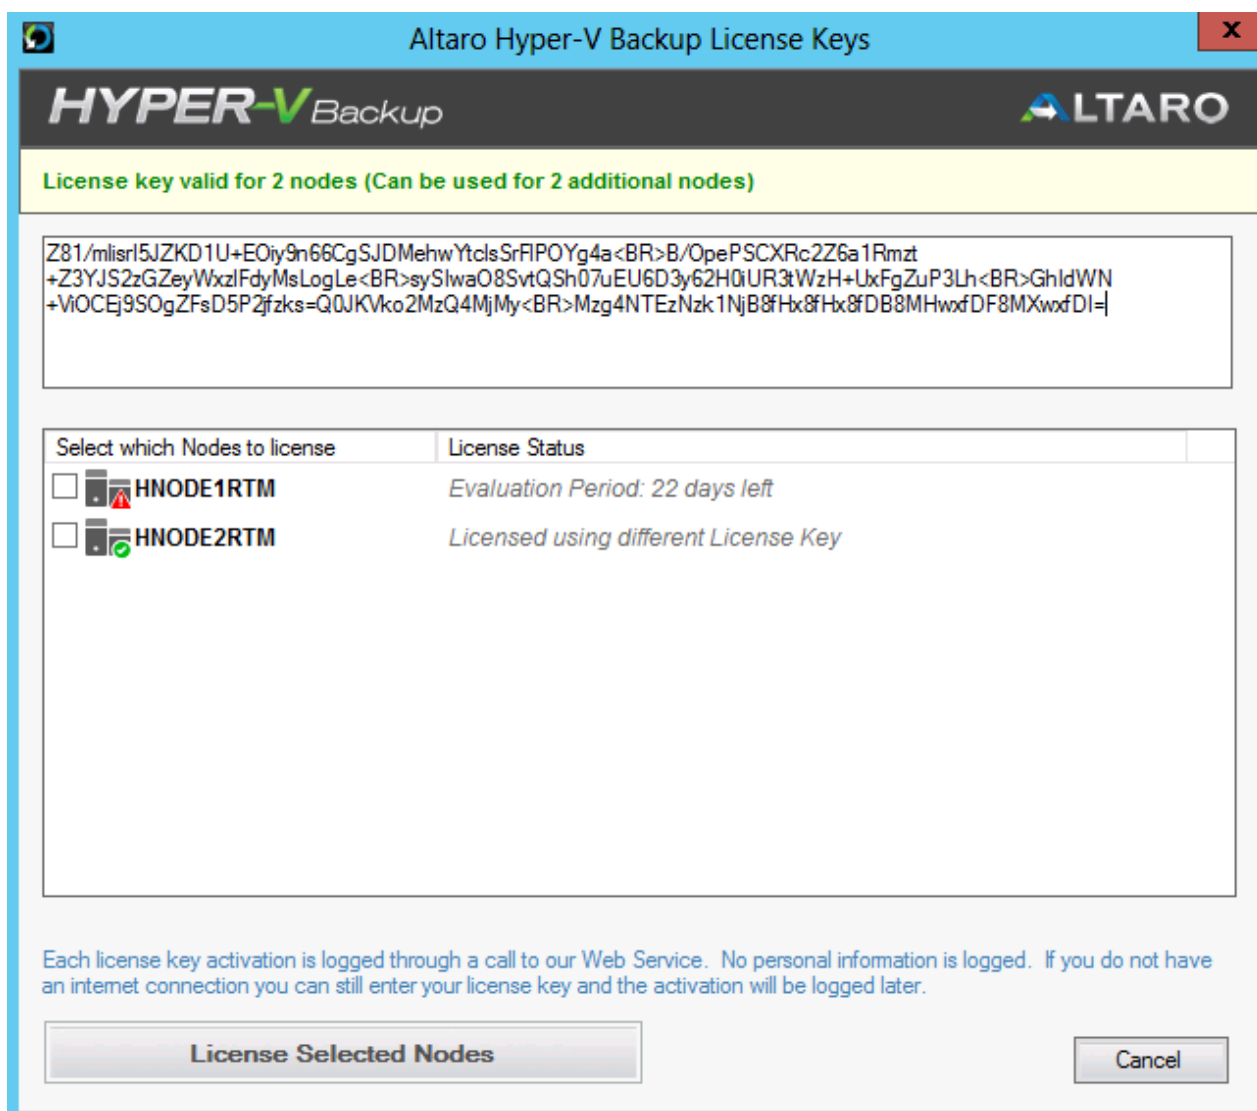 Altaro Hyper-V Backup License Keys
x
HYPER-V Backup
ALTARO
License key valid for 2 nodes (Can be used for 2 additional nodes)
Z81/mlisrI5JZKD1U+EOiy9n66CgSJDMehwYtclsSrFlPOYg4a<BR>B/OpePSCXRc2Z6a1Rmzt
+Z3YJS2zGZeyWxzlFdyMsLogLe<BR>sySIwaO8SvtQSh07uEU6D3y62H0iUR3tWzH+UxFgZuP3Lh<BR>GhIdWN
+ViOCEj9SOgZFsD5P2jfzks=Q0JKVko2MzQ4MjMy<BR>Mzg4NTEzNzk1NjB8fHx8fHx8fDB8MHwxfDF8MXwxfDI=
Select which Nodes to license License Status
HNODE1RTM Evaluation Period: 22 days left
HNODE2RTM Licensed using different License Key
Each license key activation is logged through a call to our Web Service. No personal information is logged. If you do not have
an internet connection you can still enter your license key and the activation will be logged later.
License Selected Nodes
Cancel